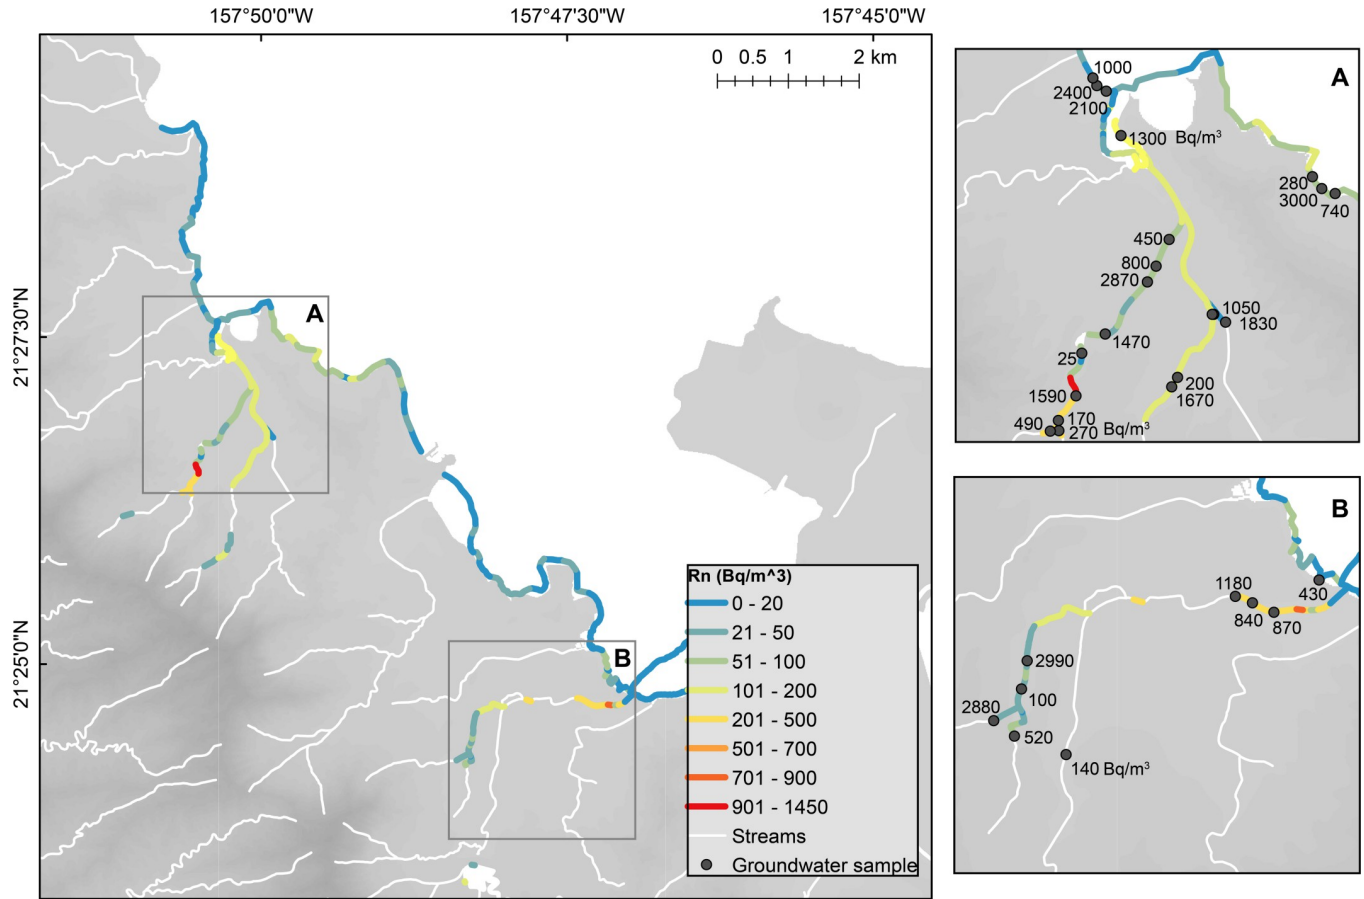 157°50'0"W
157°47'30"W
157°45'0"W
0 0.5 1 2 km
21°27'30"N
21°25'0"N
A
B
Rn (Bq/m^3)
0 - 20
21 - 50
51 - 100
101 - 200
201 - 500
501 - 700
701 - 900
901 - 1450
Streams
Groundwater sample
A
1000
2400
2100
1300 Bq/m³
280
3000
740
450
800
2870
1050
1830
1470
25
200
1590
1670
170
490
270 Bq/m³
B
1180
430
840
870
2990
100
2880
520
140 Bq/m³